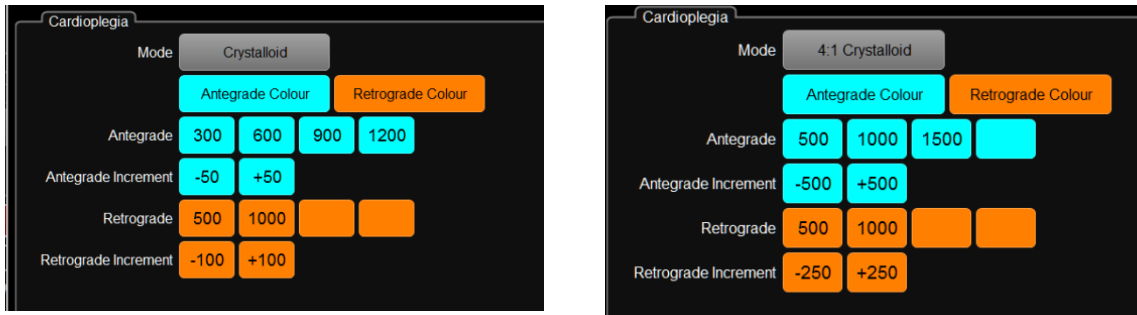 Cardioplegia
Mode Crystalloid
Antegrade Colour Retrograde Colour
Antegrade 300 600 900 1200
Antegrade Increment -50 +50
Retrograde 500 1000
Retrograde Increment -100 +100
Cardioplegia
Mode 4:1 Crystalloid
Antegrade Colour Retrograde Colour
Antegrade 500 1000 1500
Antegrade Increment -500 +500
Retrograde 500 1000
Retrograde Increment -250 +250